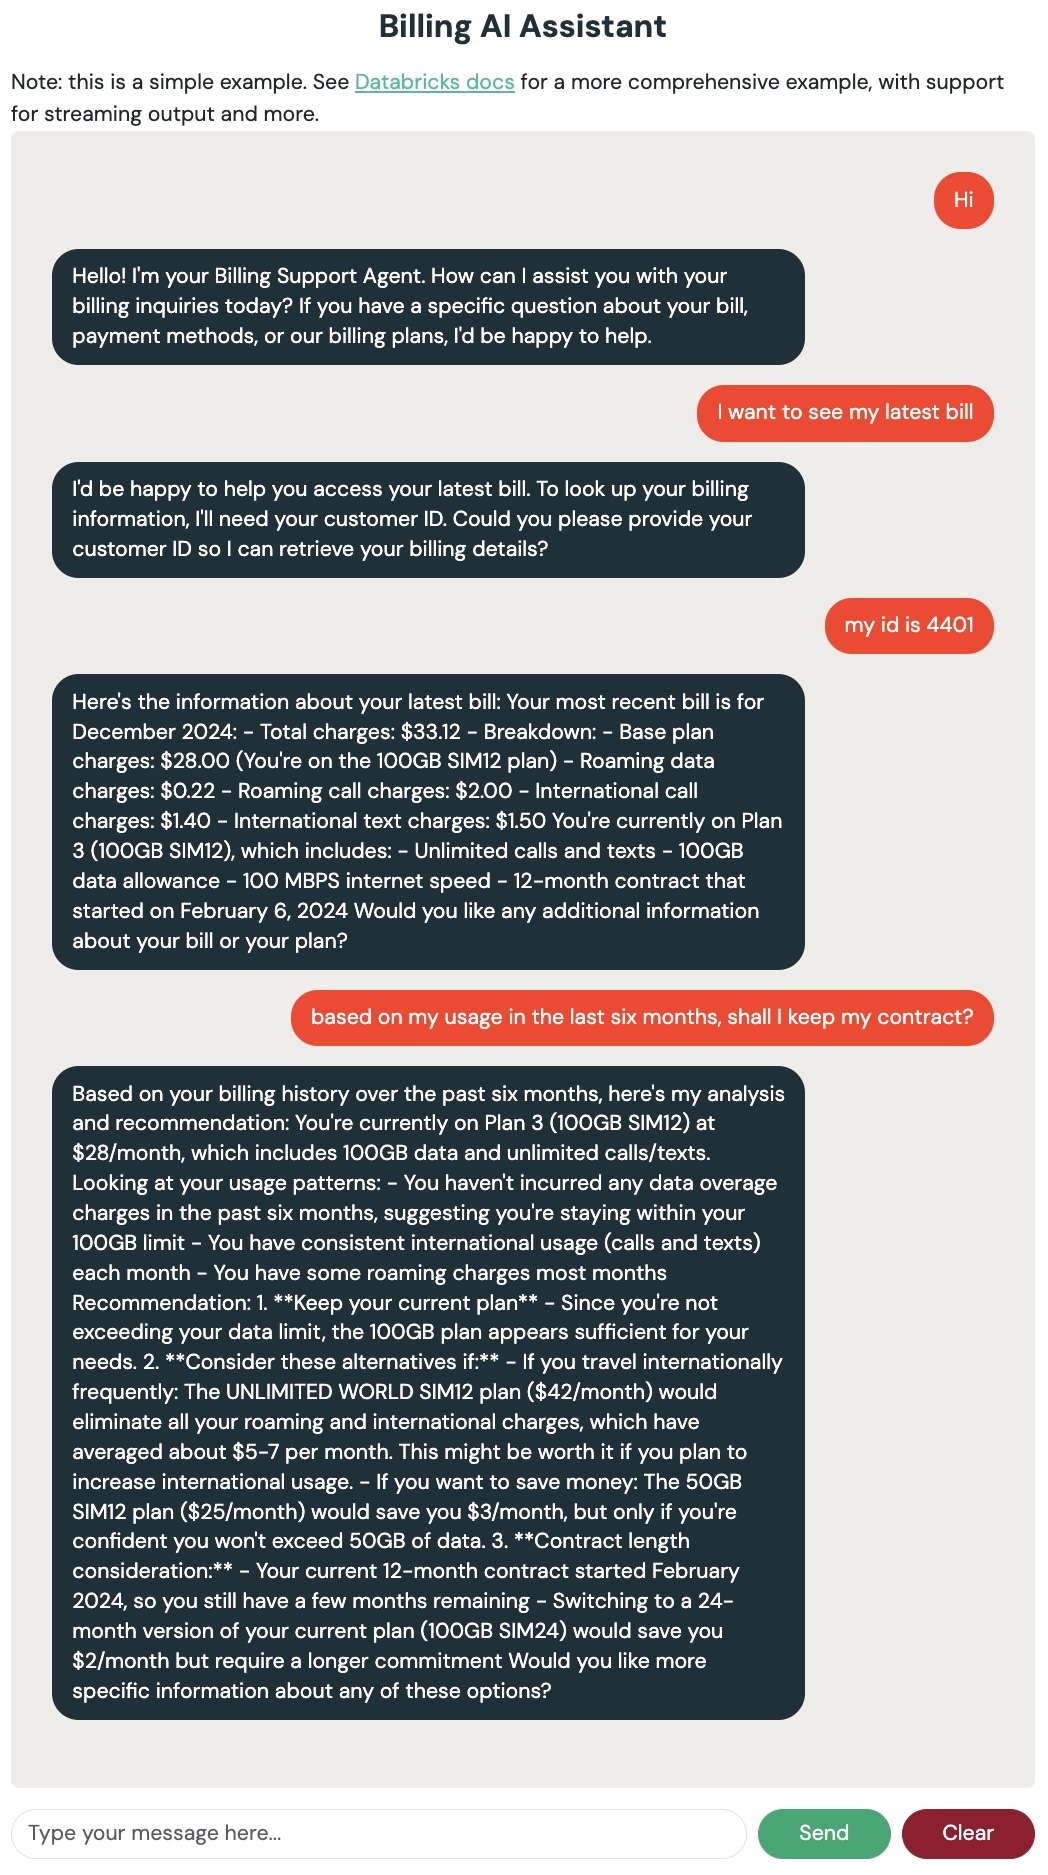 Billing AI Assistant
Note: this is a simple example. See Databricks docs for a more comprehensive example, with support
for streaming output and more.
Hi
Hello! I'm your Billing Support Agent. How can I assist you with your
billing inquiries today? If you have a specific question about your bill,
payment methods, or our billing plans, I'd be happy to help.
I want to see my latest bill
I'd be happy to help you access your latest bill. To look up your billing
information, I'll need your customer ID. Could you please provide your
customer ID so I can retrieve your billing details?
my id is 4401
Here's the information about your latest bill: Your most recent bill is for
December 2024: - Total charges: $33.12 - Breakdown: - Base plan
charges: $28.00 (You're on the 100GB SIM12 plan) - Roaming data
charges: $0.22 - Roaming call charges: $2.00 - International call
charges: $1.40 - International text charges: $1.50 You're currently on Plan
3 (100GB SIM12), which includes: - Unlimited calls and texts - 100GB
data allowance - 100 MBPS internet speed - 12-month contract that
started on February 6, 2024 Would you like any additional information
about your bill or your plan?
based on my usage in the last six months, shall I keep my contract?
Based on your billing history over the past six months, here's my analysis
and recommendation: You're currently on Plan 3 (100GB SIM12) at
$28/month, which includes 100GB data and unlimited calls/texts.
Looking at your usage patterns: - You haven't incurred any data overage
charges in the past six months, suggesting you're staying within your
100GB limit - You have consistent international usage (calls and texts)
each month - You have some roaming charges most months
Recommendation: 1. **Keep your current plan** - Since you're not
exceeding your data limit, the 100GB plan appears sufficient for your
needs. 2. **Consider these alternatives if:** - If you travel internationally
frequently: The UNLIMITED WORLD SIM12 plan ($42/month) would
eliminate all your roaming and international charges, which have
averaged about $5-7 per month. This might be worth it if you plan to
increase international usage. - If you want to save money: The 50GB
SIM12 plan ($25/month) would save you $3/month, but only if you're
confident you won't exceed 50GB of data. 3. **Contract length
consideration:** - Your current 12-month contract started February
2024, so you still have a few months remaining - Switching to a 24-
month version of your current plan (100GB SIM24) would save you
$2/month but require a longer commitment Would you like more
specific information about any of these options?
Type your message here...
Send
Clear